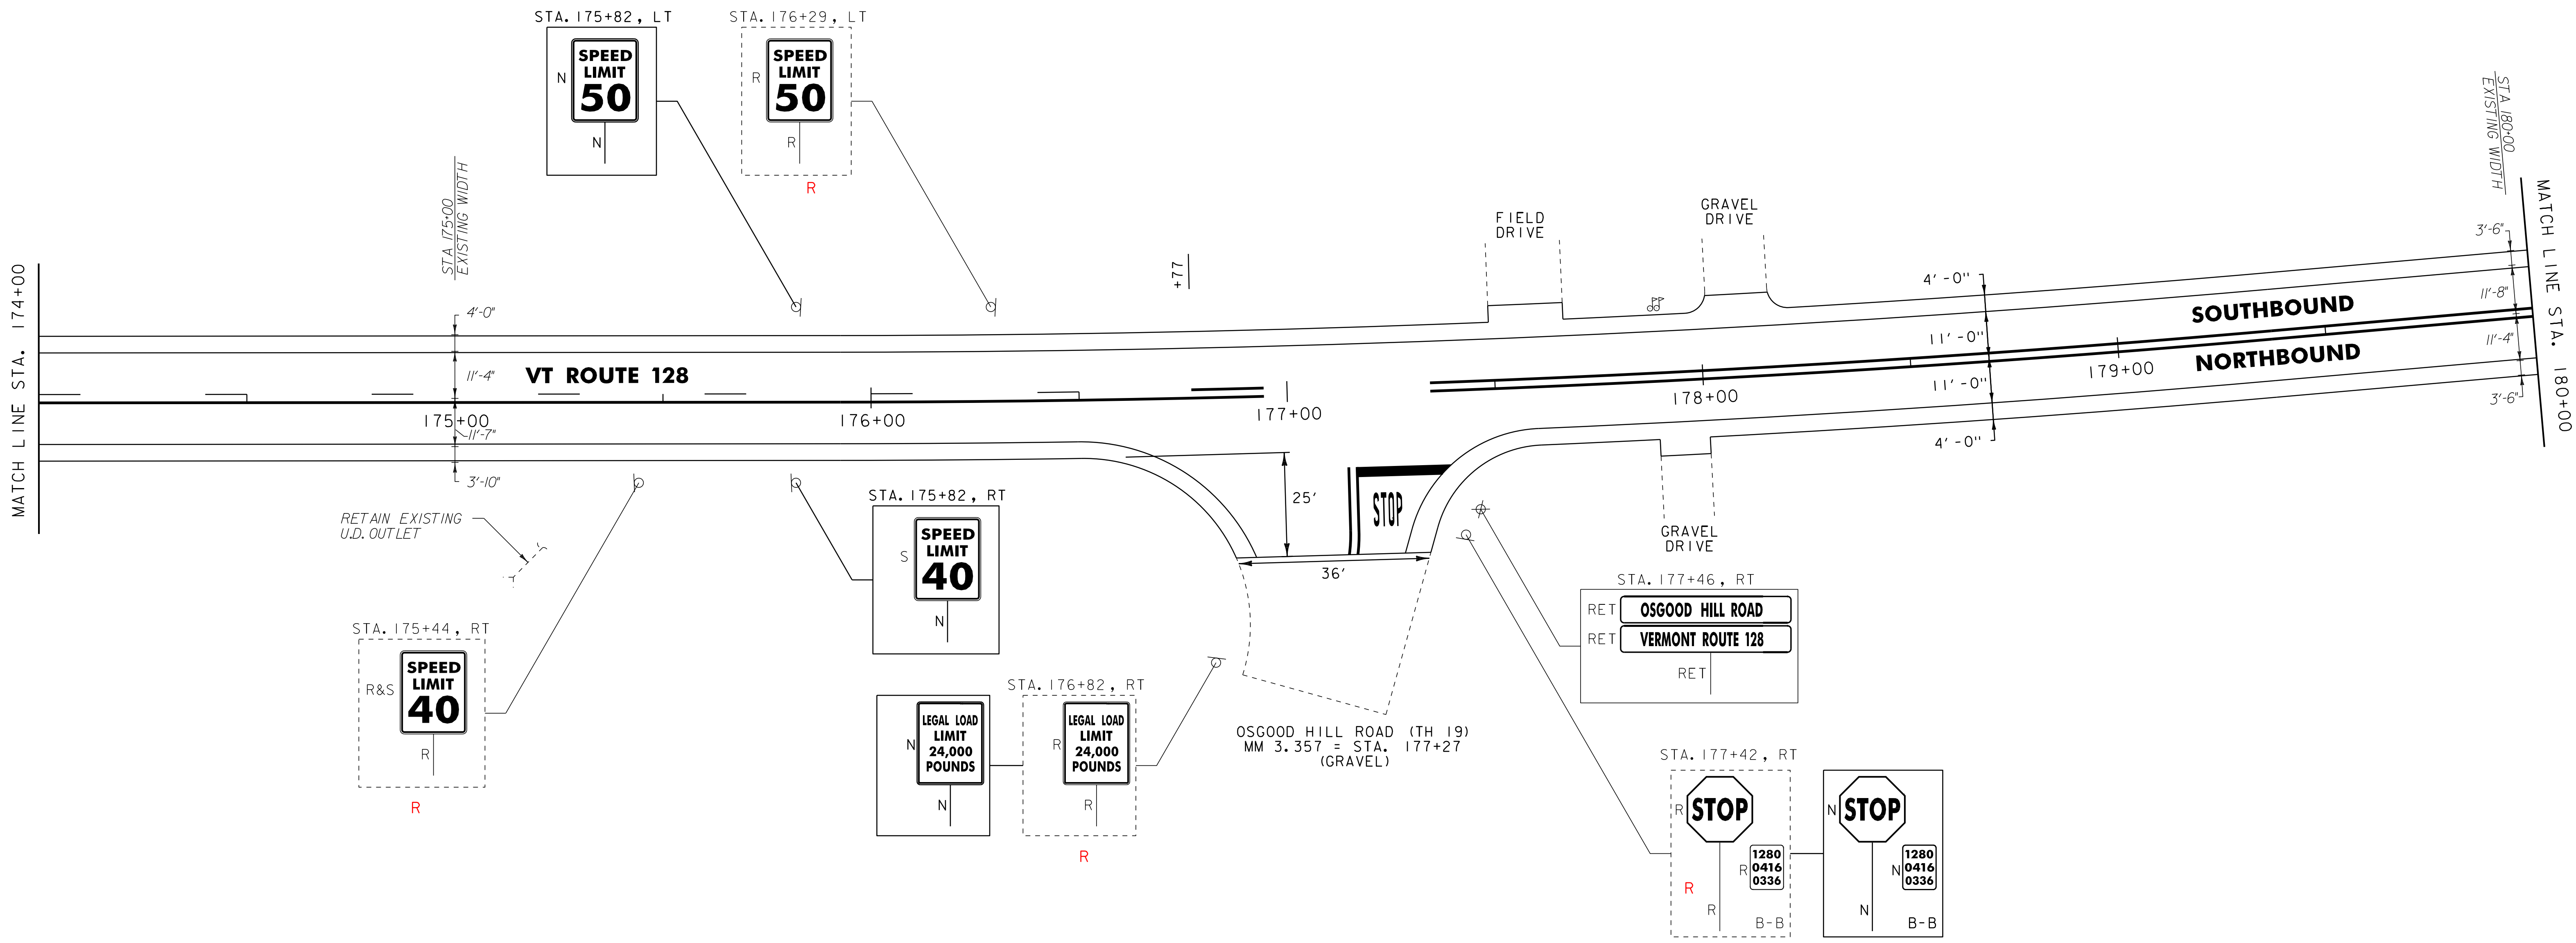 STA. 175+82, LT
N
SPEED
LIMIT
50
N
STA. 176+29, LT
R
SPEED
LIMIT
50
R
R
STA 175+00
EXISTING WIDTH
+77
FIELD
DRIVE
GRAVEL
DRIVE
STA 180+00
EXISTING WIDTH
MATCH LINE STA. 174+00
MATCH LINE STA. 180+00
4'-0"
11'-4"
11'-7"
3'-10"
VT ROUTE 128
175+00
176+00
177+00
178+00
179+00
4'-0"
11'-0"
11'-0"
4'-0"
SOUTHBOUND
NORTHBOUND
3'-6"
11'-8"
11'-4"
3'-6"
RETAIN EXISTING
U.D. OUTLET
25'
STOP
36'
GRAVEL
DRIVE
STA. 175+82, RT
S
SPEED
LIMIT
40
N
STA. 175+44, RT
R&S
SPEED
LIMIT
40
R
R
STA. 177+46, RT
RET
OSGOOD HILL ROAD
RET
VERMONT ROUTE 128
RET
STA. 176+82, RT
N
LEGAL LOAD
LIMIT
24,000
POUNDS
N
R
LEGAL LOAD
LIMIT
24,000
POUNDS
R
R
OSGOOD HILL ROAD (TH 19)
MM 3.357 = STA. 177+27
(GRAVEL)
STA. 177+42, RT
R
STOP
R
1280
0416
0336
R
R
B-B
N
STOP
N
1280
0416
0336
N
B-B